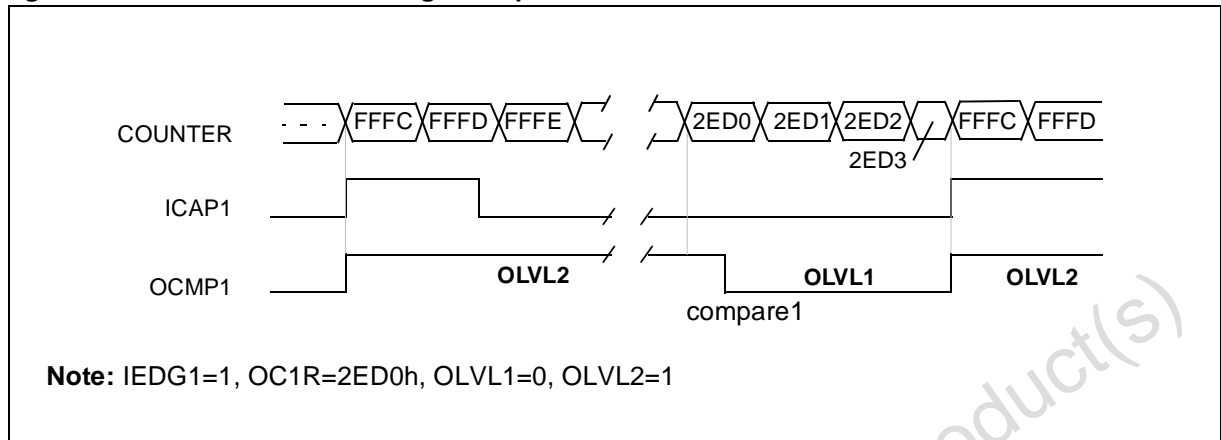 COUNTER - - - FFFC FFFD FFFE 2ED0 2ED1 2ED2 FFFC FFFD
2ED3
ICAP1
OCMP1 OLVL2 OLVL1 OLVL2
compare1
Note: IEDG1=1, OC1R=2ED0h, OLVL1=0, OLVL2=1